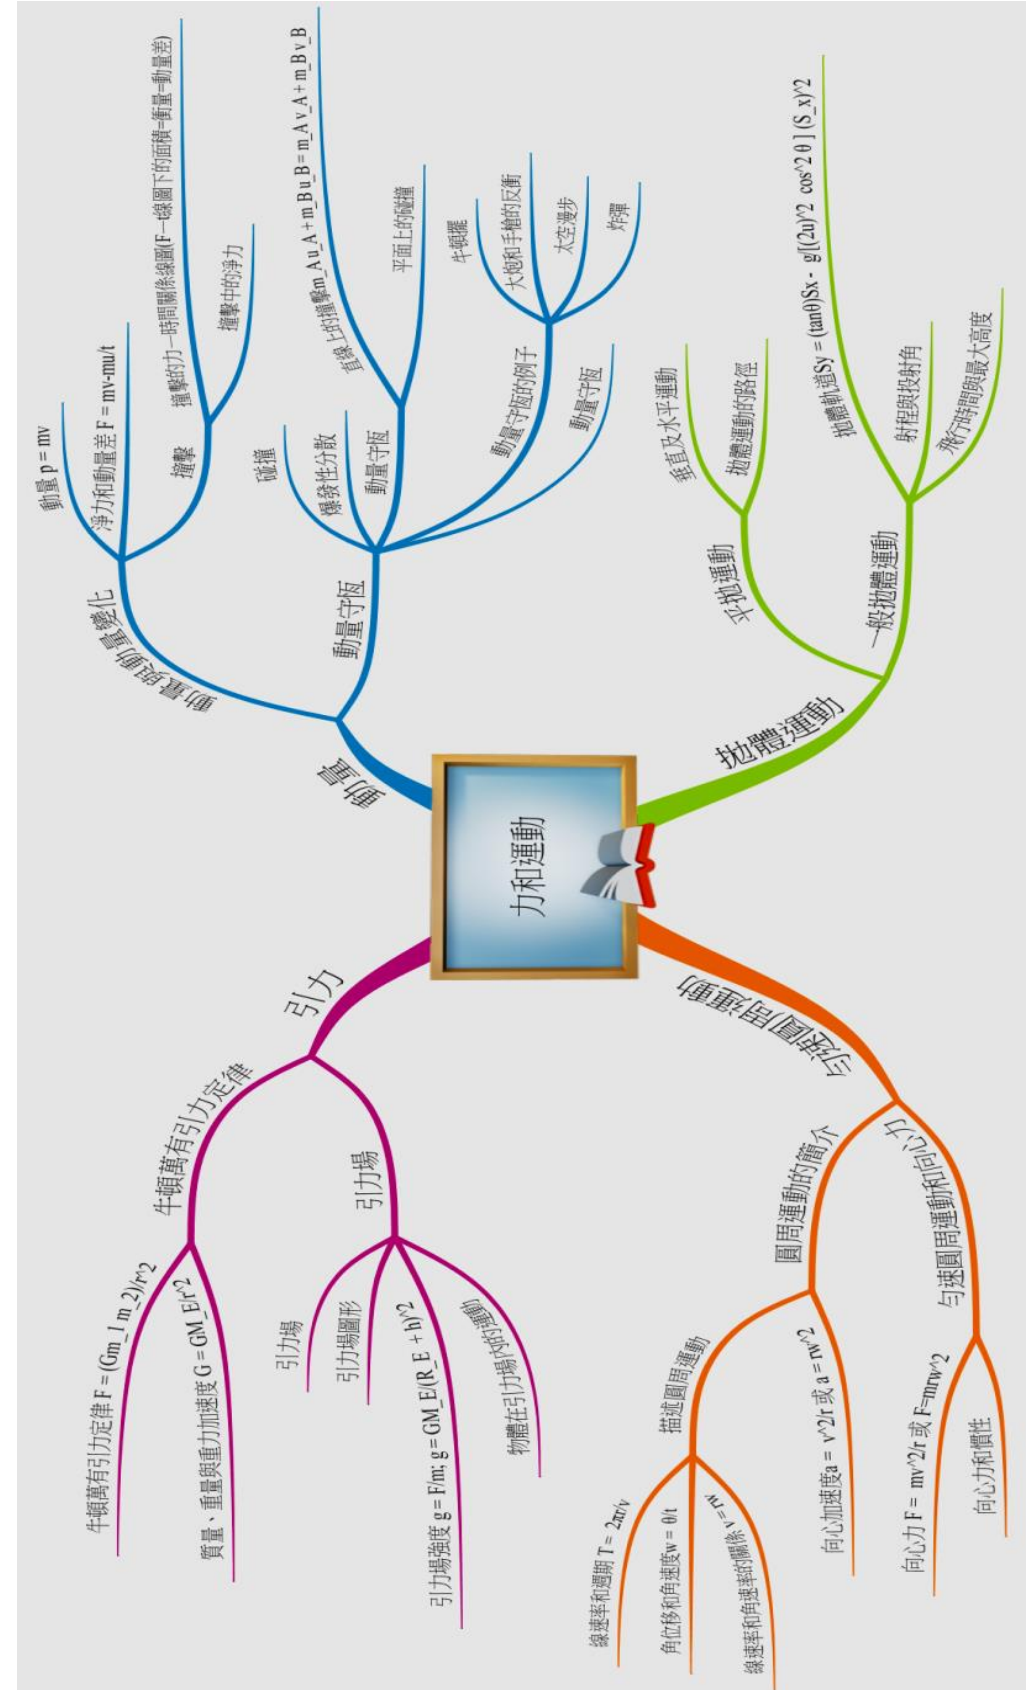 力和運動
動量
動量與動量變化
動量 p = mv
淨力和動量差 F = mv-mu/t
撞擊
撞擊的力－時間關係線圖(F－t線圖下的面積=衝量=動量差)
撞擊中的淨力
動量守恆
碰撞
爆發性分散
動量守恆
直線上的撞擊m_Au_A + m_Bu_B = m_Av_A + m_Bv_B
平面上的碰撞
動量守恆的例子
牛頓擺
大炮和手槍的反衝
太空漫步
炸彈
動量守恆
拋體運動
平拋運動
垂直及水平運動
拋體運動的路徑
一般拋體運動
拋體軌道Sy = (tanθ)Sx - g/[(2u)^2 cos^2 θ ] (S_x)^2
射程與投射角
飛行時間與最大高度
引力
牛頓萬有引力定律
牛頓萬有引力定律 F = (Gm_1 m_2)/r^2
質量、重量與重力加速度 G = GM_E/r^2
引力場
引力場
引力場圖形
引力場強度 g = F/m; g = GM_E/(R_E + h)^2
物體在引力場內的運動
勻速圓周運動
圓周運動的簡介
描述圓周運動
線速率和週期 T = 2πr/v
角位移和角速度w = θ/t
線速率和角速率的關係 v = rw
向心加速度a = v^2/r 或 a = rw^2
勻速圓周運動和向心力
向心力 F = mv^2/r 或 F=mrw^2
向心力和慣性